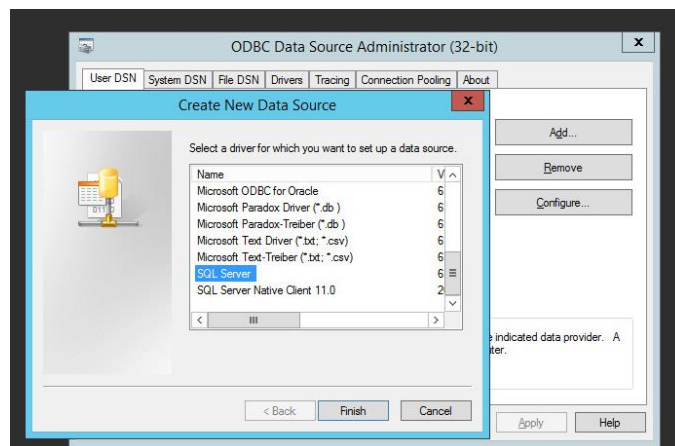 ODBC Data Source Administrator (32-bit)
x
User DSN System DSN File DSN Drivers Tracing Connection Pooling About
Create New Data Source
x
Select a driver for which you want to set up a data source.
Name V
Microsoft ODBC for Oracle 6
Microsoft Paradox Driver (*.db ) 6
Microsoft Paradox-Treiber (*.db ) 6
Microsoft Text Driver (*.txt; *.csv) 6
Microsoft Text-Treiber (*.txt; *.csv) 6
SQL Server 6
SQL Server Native Client 11.0 2
< Back Finish Cancel
Add...
Remove
Configure...
indicated data provider. A
Apply Help